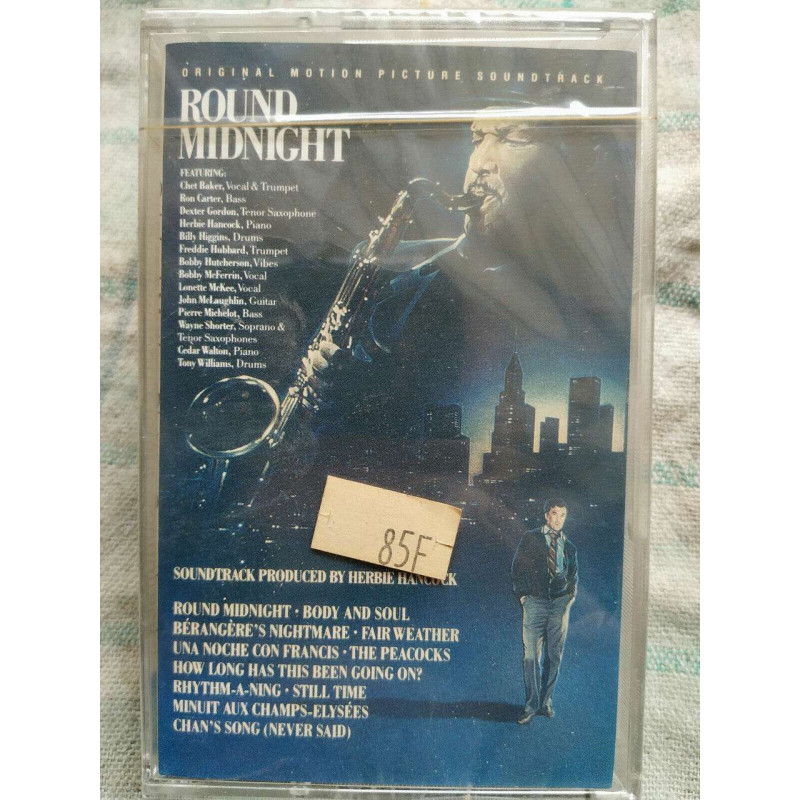 ORIGINAL MOTION PICTURE SOUNDTRACK
ROUND
MIDNIGHT
FEATURING:
Chet Baker, Vocal & Trumpet
Ron Carter, Bass
Dexter Gordon, Tenor Saxophone
Herbie Hancock, Piano
Billy Higgins, Drums
Freddie Hubbard, Trumpet
Bobby Hutcherson, Vibes
Bobby McFerrin, Vocal
Lonette McKee, Vocal
John McLaughlin, Guitar
Pierre Michelot, Bass
Wayne Shorter, Soprano &
Tenor Saxophones
Cedar Walton, Piano
Tony Williams, Drums
85F
SOUNDTRACK PRODUCED BY HERBIE HANCOCK
ROUND MIDNIGHT · BODY AND SOUL
BÉRANGÈRE'S NIGHTMARE · FAIR WEATHER
UNA NOCHE CON FRANCIS · THE PEACOCKS
HOW LONG HAS THIS BEEN GOING ON?
RHYTHM-A-NING · STILL TIME
MINUIT AUX CHAMPS-ELYSÉES
CHAN'S SONG (NEVER SAID)